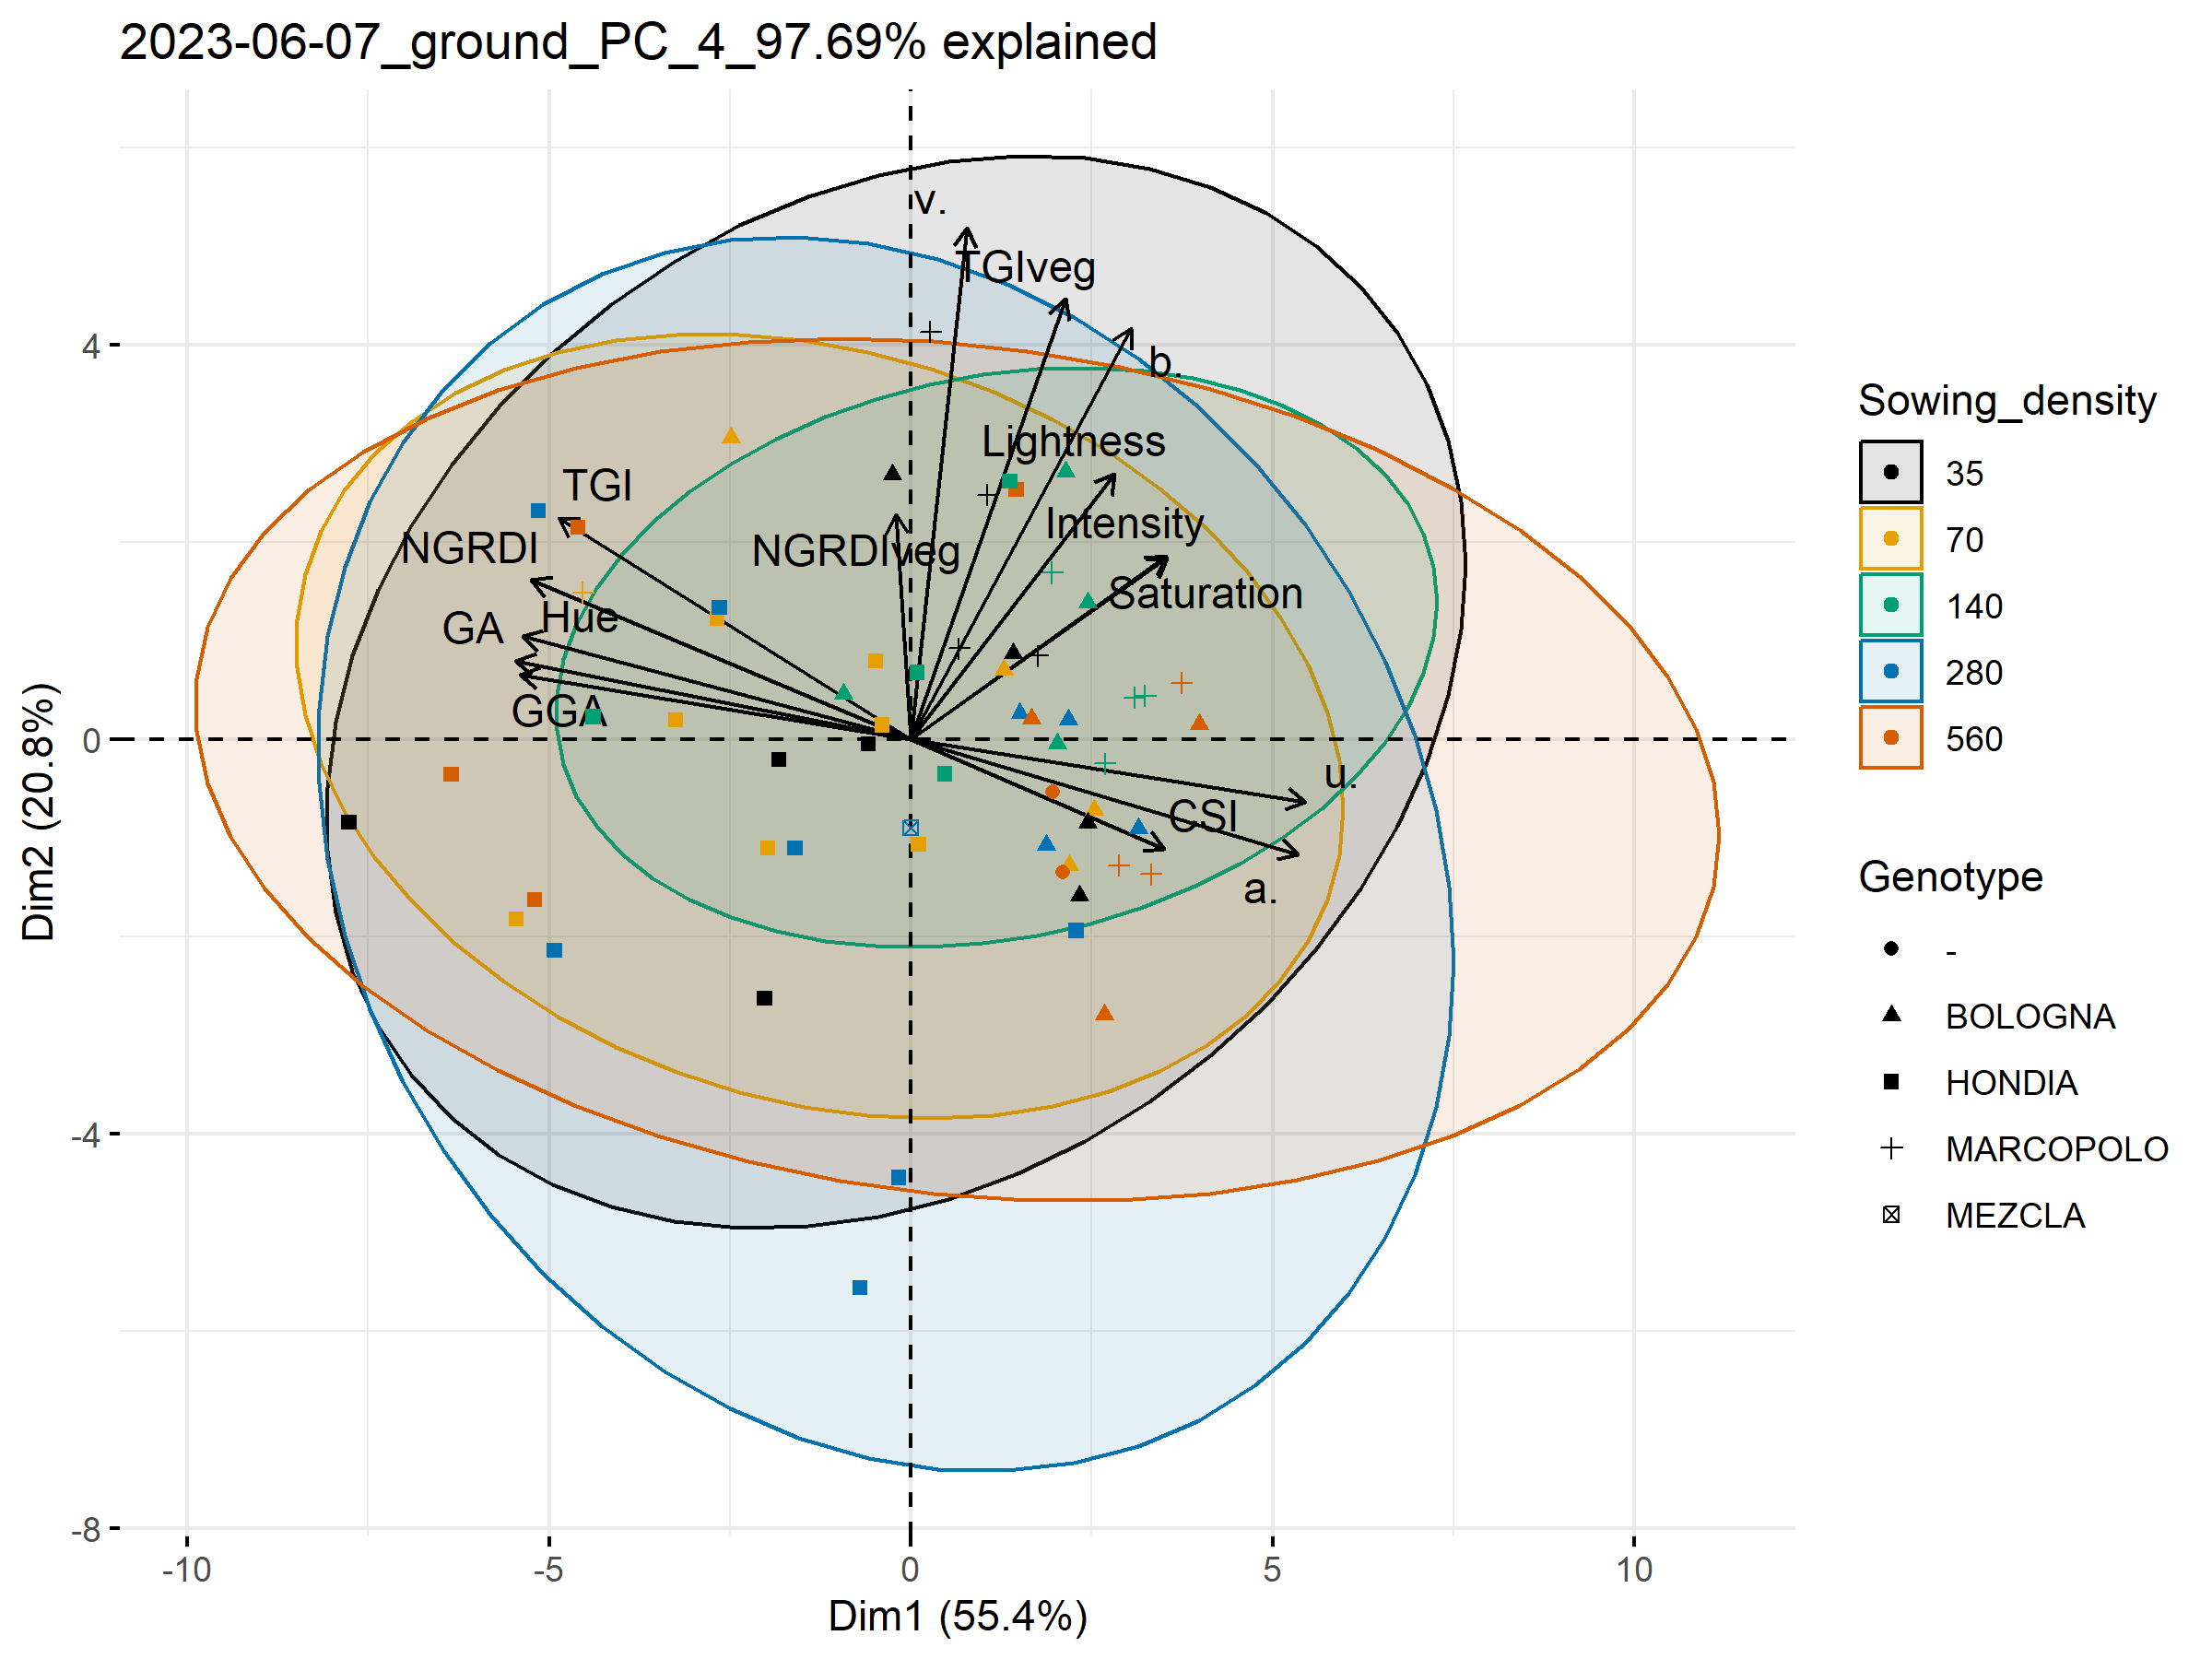 2023-06-07_ground_PC_4_97.69% explained
v.
TGIveg
b.
Lightness
TGI
Intensity
NGRDI
NGRDIveg
Saturation
Hue
GA
GGA
u.
CSI
a.
4
0
-4
-8
-10
-5
0
5
10
Dim1 (55.4%)
Dim2 (20.8%)
Sowing_density
35
70
140
280
560
Genotype
-
BOLOGNA
HONDIA
MARCOPOLO
MEZCLA